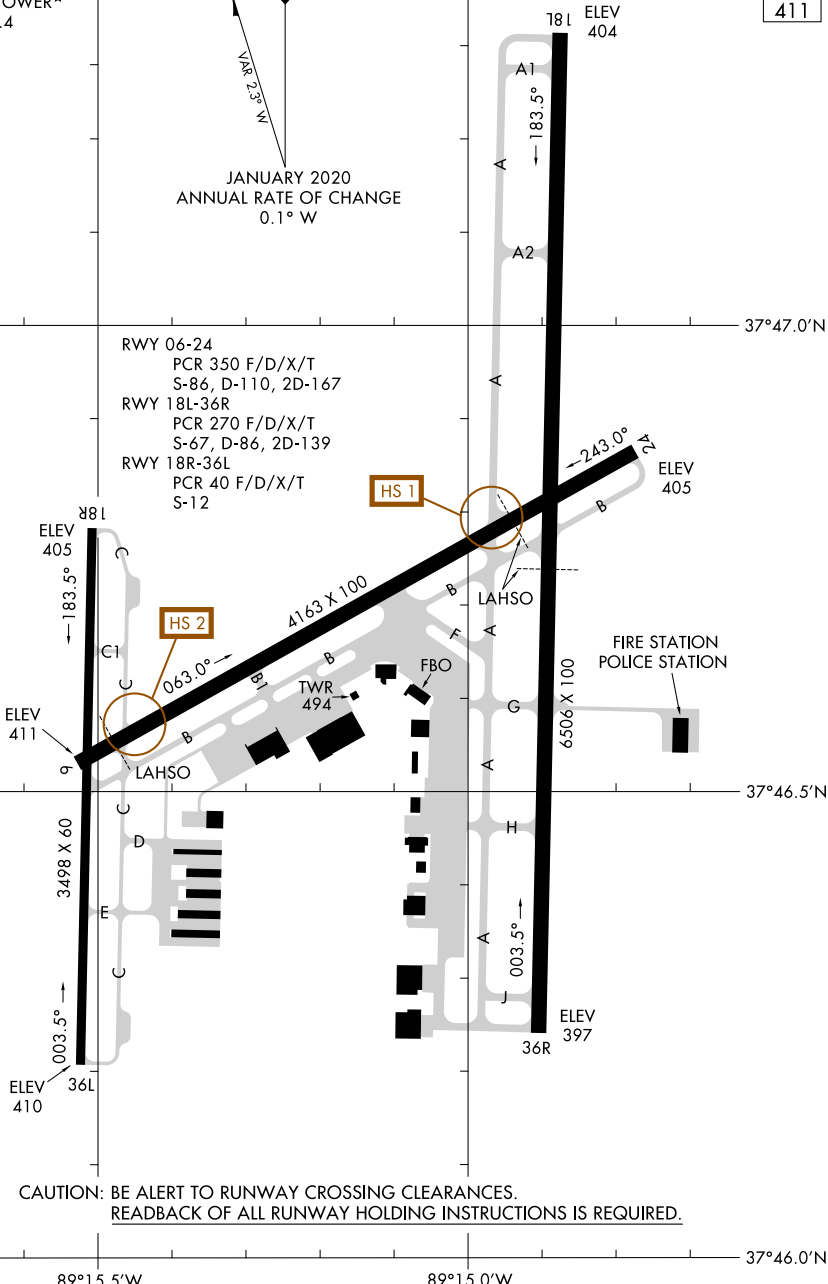 411
18L
ELEV
404
A1
VAR 2.3° W
183.5°
A
JANUARY 2020
ANNUAL RATE OF CHANGE
0.1° W
A2
37°47.0'N
RWY 06-24
PCR 350 F/D/X/T
S-86, D-110, 2D-167
RWY 18L-36R
PCR 270 F/D/X/T
S-67, D-86, 2D-139
RWY 18R-36L
PCR 40 F/D/X/T
S-12
A
243.0°
24
ELEV
405
HS 1
B
18R
ELEV
405
C
183.5°
4163 X 100
B
LAHSO
HS 2
F
A
C1
063.0°
B
B1
C
FIRE STATION
POLICE STATION
FBO
TWR
494
G
6506 X 100
ELEV
411
B
6
LAHSO
A
37°46.5'N
C
3498 X 60
D
H
E
A
003.5°
C
003.5°
J
ELEV
397
36R
36L
ELEV
410
CAUTION: BE ALERT TO RUNWAY CROSSING CLEARANCES.
READBACK OF ALL RUNWAY HOLDING INSTRUCTIONS IS REQUIRED.
37°46.0'N
89°15.5'W
89°15.0'W